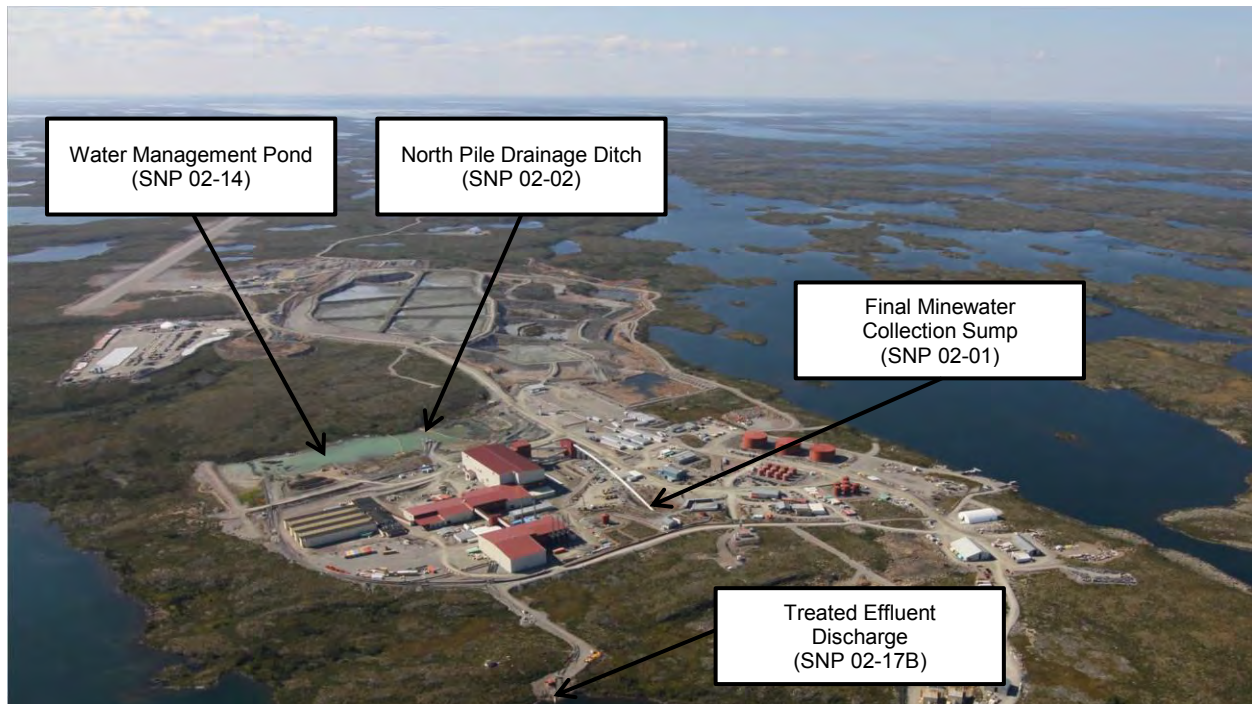 Water Management Pond
(SNP 02-14)
North Pile Drainage Ditch
(SNP 02-02)
Final Minewater
Collection Sump
(SNP 02-01)
Treated Effluent
Discharge
(SNP 02-17B)